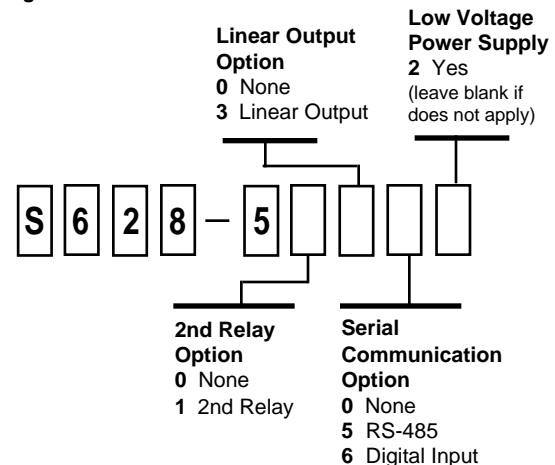 Linear Output
Option
0 None
3 Linear Output
Low Voltage
Power Supply
2 Yes
(leave blank if
does not apply)
S 6 2 8 – 5
2nd Relay
Option
0 None
1 2nd Relay
Serial
Communication
Option
0 None
5 RS-485
6 Digital Input